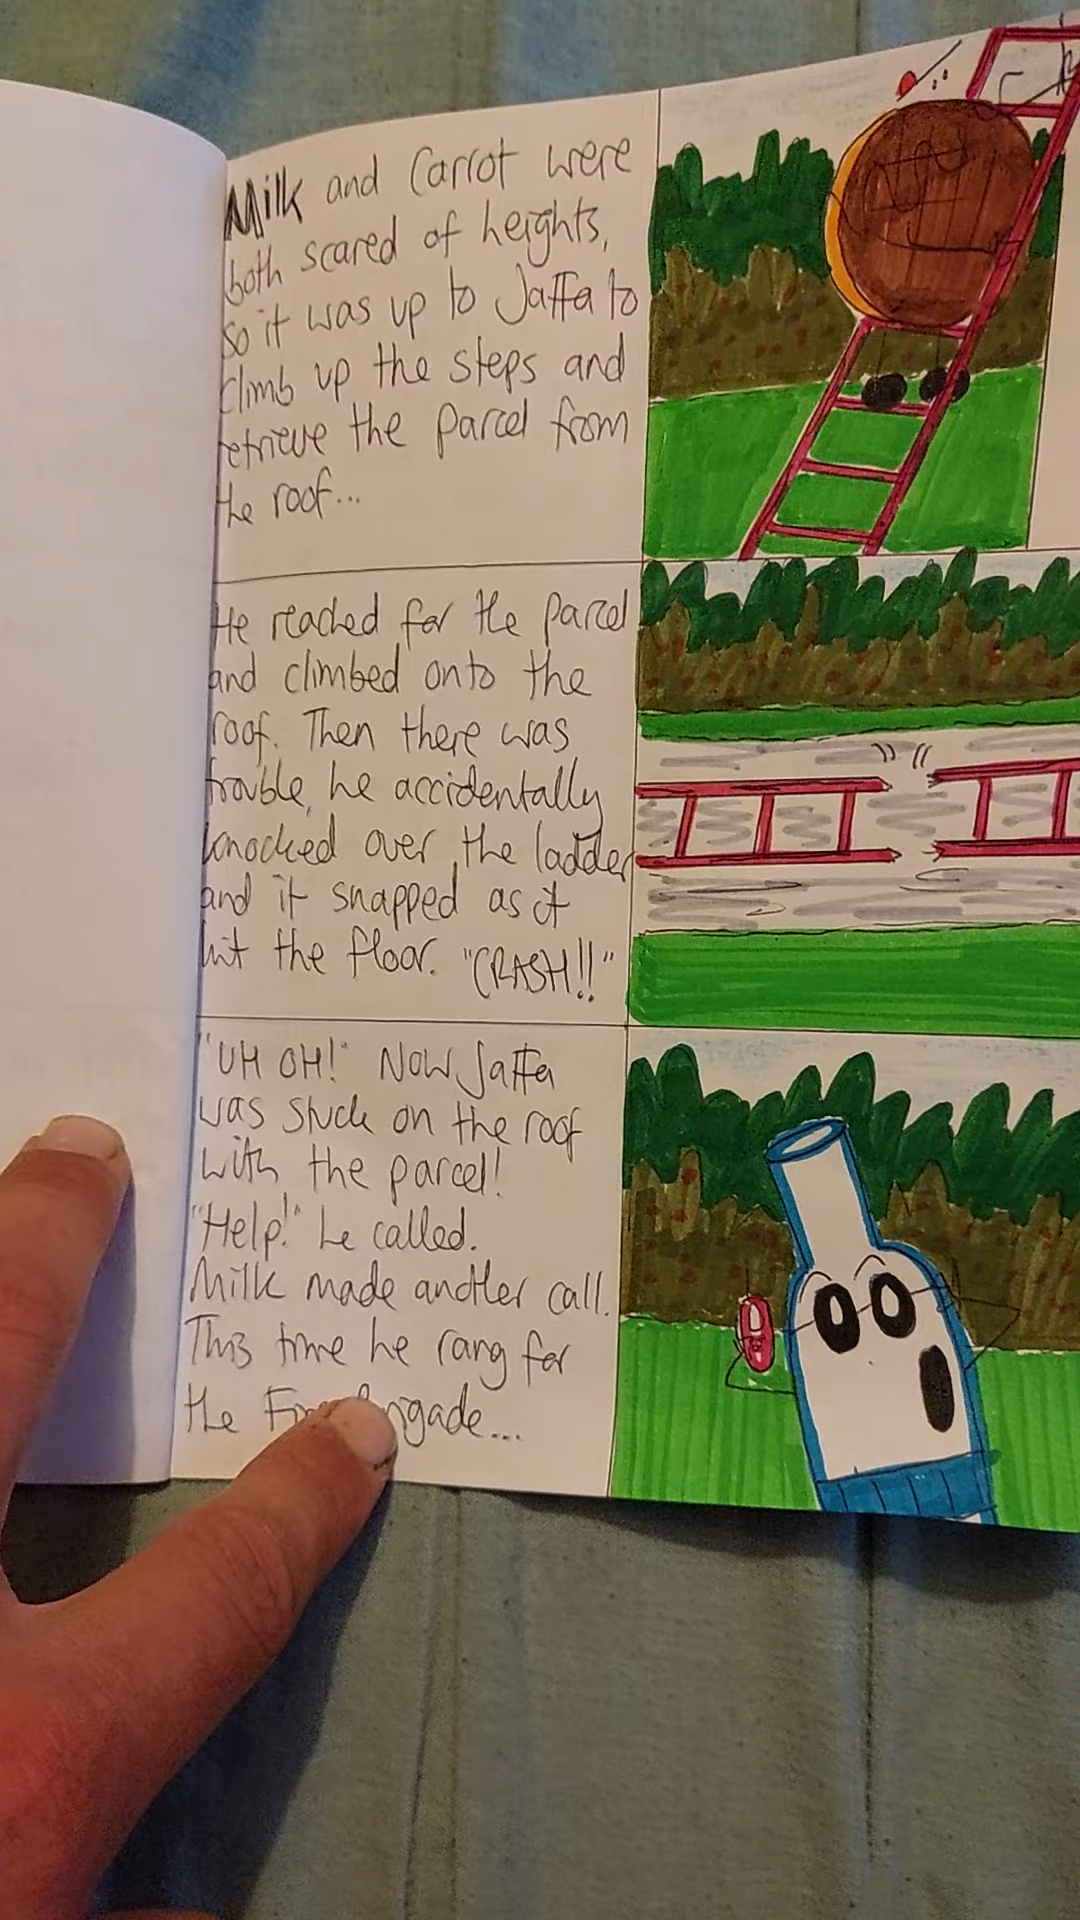 Milk and Carrot were
both scared of heights,
so it was up to Jaffa to
climb up the steps and
retrieve the parcel from
the roof...
He reached for the parcel
and climbed onto the
roof. Then there was
trouble, he accidentally
knocked over the ladder
and it snapped as it
hit the floor. "CRASH!!"
"UH OH!" Now Jaffa
was stuck on the roof
with the parcel!
"Help!" he called.
Milk made another call.
This time he rang for
the Fire Brigade...